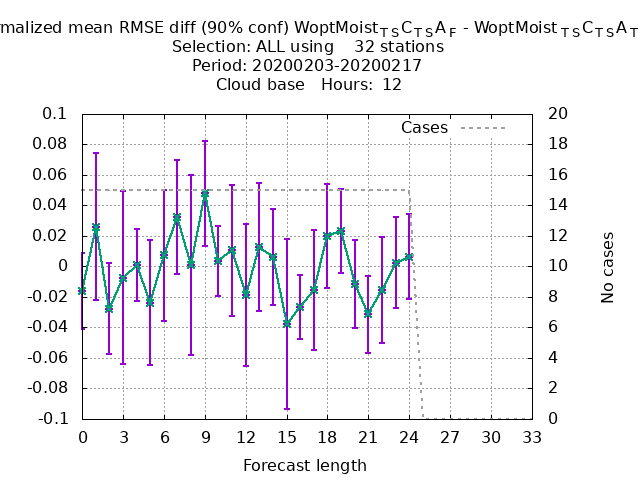 rmalized mean RMSE diff (90% conf) WoptMoist_TSC_TSA_F - WoptMoist_TSC_TSA_T
Selection: ALL using 32 stations
Period: 20200203-20200217
Cloud base Hours: 12
Cases
0.1
0.08
0.06
0.04
0.02
0
-0.02
-0.04
-0.06
-0.08
-0.1
20
18
16
14
12
10
8
6
4
2
0
No cases
0 3 6 9 12 15 18 21 24 27 30 33
Forecast length